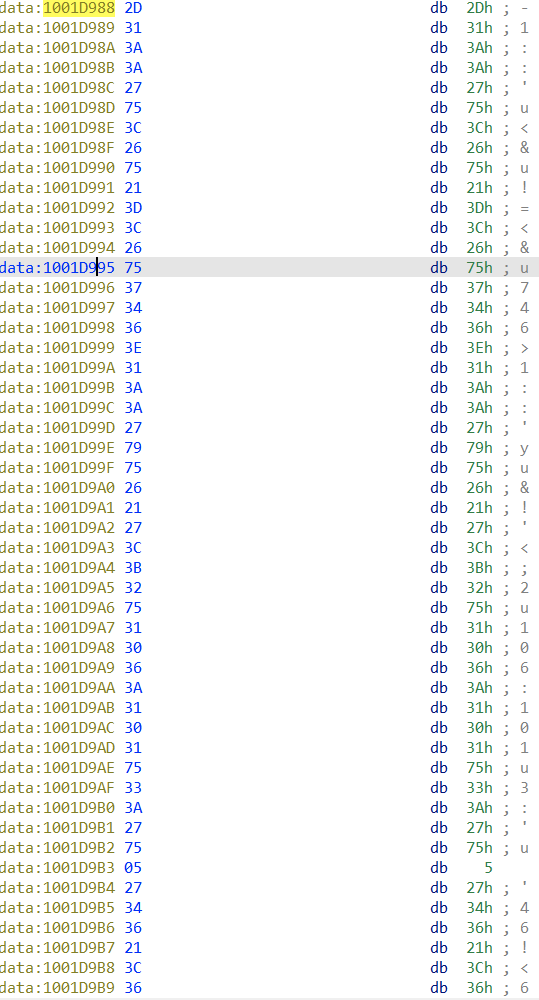 data:1001D988 2D db 2Dh ; -
data:1001D989 31 db 31h ; 1
data:1001D98A 3A db 3Ah ; :
data:1001D98B 3A db 3Ah ; :
data:1001D98C 27 db 27h ; '
data:1001D98D 75 db 75h ; u
data:1001D98E 3C db 3Ch ; <
data:1001D98F 26 db 26h ; &
data:1001D990 75 db 75h ; u
data:1001D991 21 db 21h ; !
data:1001D992 3D db 3Dh ; =
data:1001D993 3C db 3Ch ; <
data:1001D994 26 db 26h ; &
data:1001D995 75 db 75h ; u
data:1001D996 37 db 37h ; 7
data:1001D997 34 db 34h ; 4
data:1001D998 36 db 36h ; 6
data:1001D999 3E db 3Eh ; >
data:1001D99A 31 db 31h ; 1
data:1001D99B 3A db 3Ah ; :
data:1001D99C 3A db 3Ah ; :
data:1001D99D 27 db 27h ; '
data:1001D99E 79 db 79h ; y
data:1001D99F 75 db 75h ; u
data:1001D9A0 26 db 26h ; &
data:1001D9A1 21 db 21h ; !
data:1001D9A2 27 db 27h ; '
data:1001D9A3 3C db 3Ch ; <
data:1001D9A4 3B db 3Bh ; ;
data:1001D9A5 32 db 32h ; 2
data:1001D9A6 75 db 75h ; u
data:1001D9A7 31 db 31h ; 1
data:1001D9A8 30 db 30h ; 0
data:1001D9A9 36 db 36h ; 6
data:1001D9AA 3A db 3Ah ; :
data:1001D9AB 31 db 31h ; 1
data:1001D9AC 30 db 30h ; 0
data:1001D9AD 31 db 31h ; 1
data:1001D9AE 75 db 75h ; u
data:1001D9AF 33 db 33h ; 3
data:1001D9B0 3A db 3Ah ; :
data:1001D9B1 27 db 27h ; '
data:1001D9B2 75 db 75h ; u
data:1001D9B3 05 db 5
data:1001D9B4 27 db 27h ; '
data:1001D9B5 34 db 34h ; 4
data:1001D9B6 36 db 36h ; 6
data:1001D9B7 21 db 21h ; !
data:1001D9B8 3C db 3Ch ; <
data:1001D9B9 36 db 36h ; 6